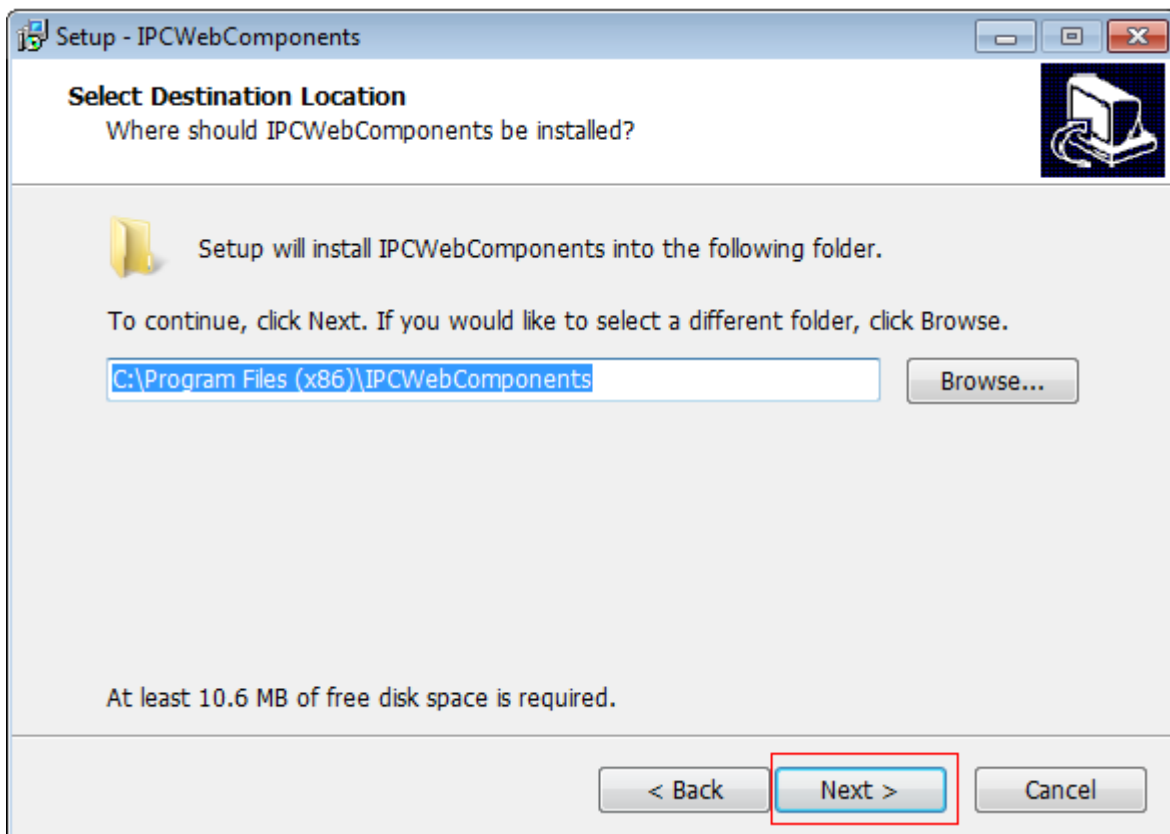 Setup - IPCWebComponents
Select Destination Location
Where should IPCWebComponents be installed?
Setup will install IPCWebComponents into the following folder.
To continue, click Next. If you would like to select a different folder, click Browse.
C:\Program Files (x86)\IPCWebComponents
Browse...
At least 10.6 MB of free disk space is required.
< Back
Next >
Cancel